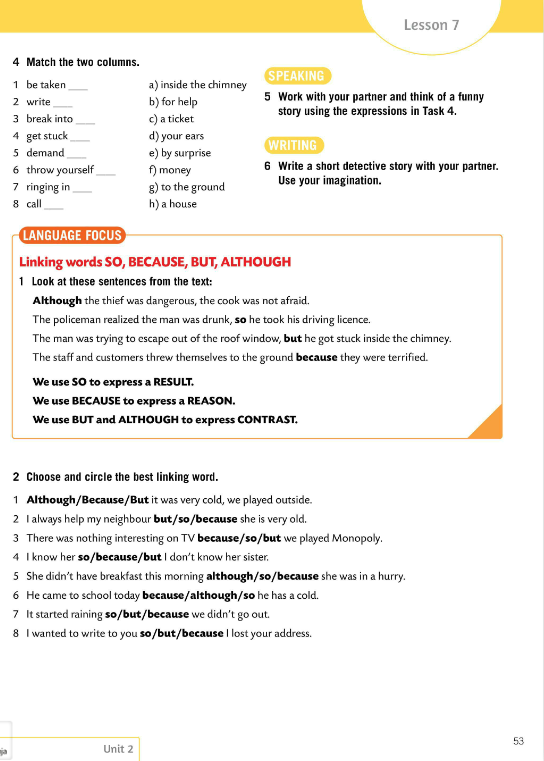 Lesson 7
4 Match the two columns.
1 be taken ___
2 write ___
3 break into ___
4 get stuck ___
5 demand ___
6 throw yourself ___
7 ringing in ___
8 call ___
a) inside the chimney
b) for help
c) a ticket
d) your ears
e) by surprise
f) money
g) to the ground
h) a house
SPEAKING
5 Work with your partner and think of a funny
story using the expressions in Task 4.
WRITING
6 Write a short detective story with your partner.
Use your imagination.
LANGUAGE FOCUS
Linking words SO, BECAUSE, BUT, ALTHOUGH
1 Look at these sentences from the text:
Although the thief was dangerous, the cook was not afraid.
The policeman realized the man was drunk, so he took his driving licence.
The man was trying to escape out of the roof window, but he got stuck inside the chimney.
The staff and customers threw themselves to the ground because they were terrified.
We use SO to express a RESULT.
We use BECAUSE to express a REASON.
We use BUT and ALTHOUGH to express CONTRAST.
2 Choose and circle the best linking word.
1 Although/Because/But it was very cold, we played outside.
2 I always help my neighbour but/so/because she is very old.
3 There was nothing interesting on TV because/so/but we played Monopoly.
4 I know her so/because/but I don't know her sister.
5 She didn't have breakfast this morning although/so/because she was in a hurry.
6 He came to school today because/although/so he has a cold.
7 It started raining so/but/because we didn't go out.
8 I wanted to write to you so/but/because I lost your address.
Unit 2
53